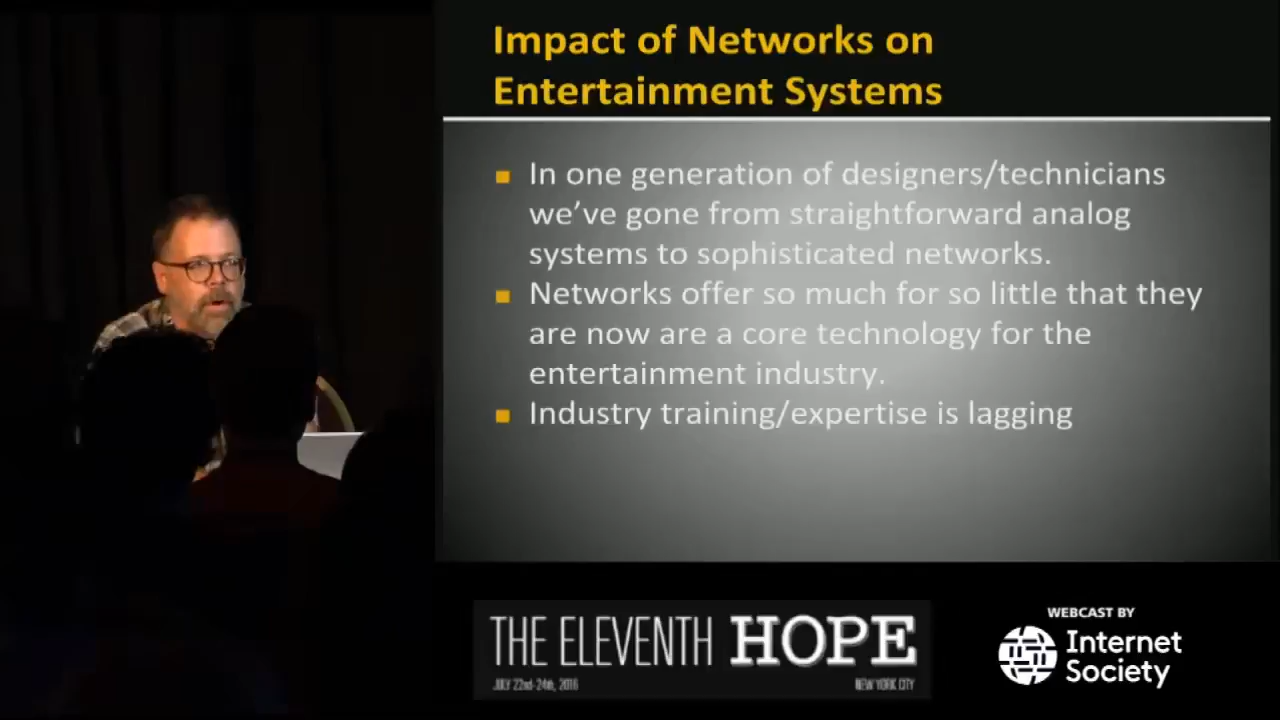 Impact of Networks on
Entertainment Systems
In one generation of designers/technicians
we’ve gone from straightforward analog
systems to sophisticated networks.
Networks offer so much for so little that they
are now are a core technology for the
entertainment industry.
Industry training/expertise is lagging
THE ELEVENTH HOPE
JULY 22nd-24th, 2016
NEW YORK CITY
WEBCAST BY
Internet
Society